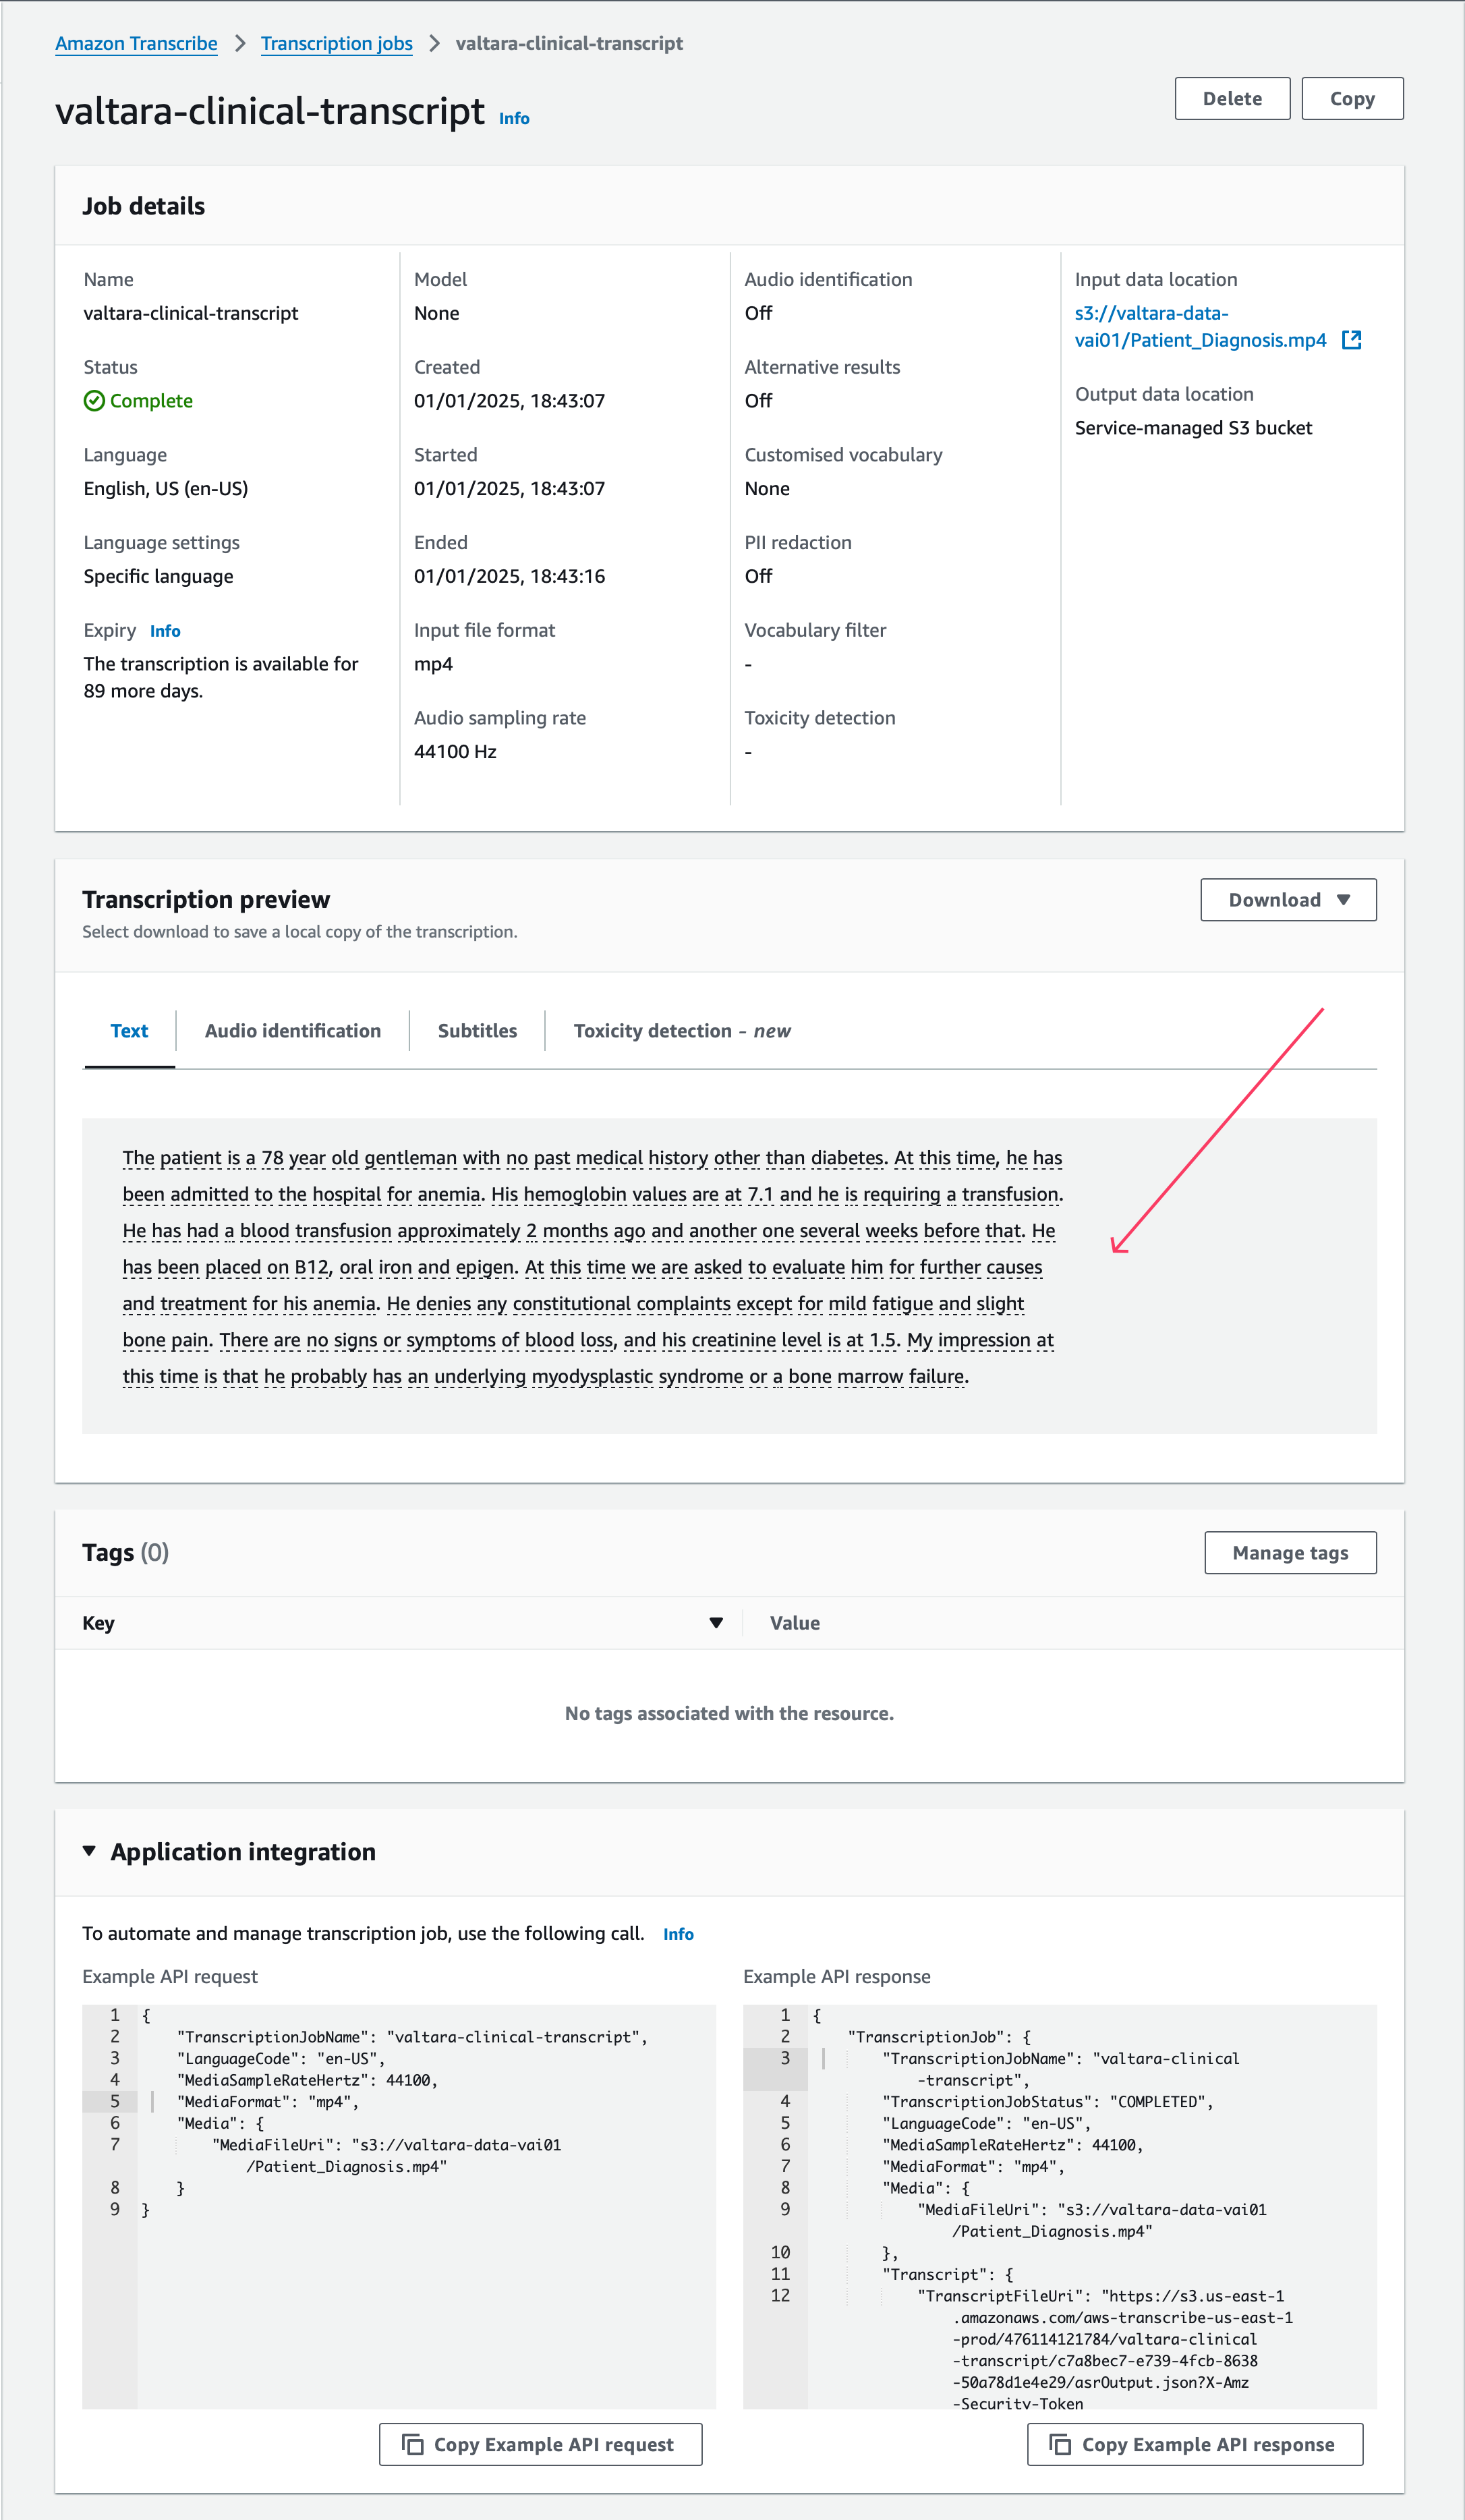 Amazon Transcribe > Transcription jobs > valtara-clinical-transcript
valtara-clinical-transcript Info
Delete
Copy
Job details
Name
valtara-clinical-transcript
Status
Complete
Language
English, US (en-US)
Language settings
Specific language
Expiry Info
The transcription is available for
89 more days.
Model
None
Created
01/01/2025, 18:43:07
Started
01/01/2025, 18:43:07
Ended
01/01/2025, 18:43:16
Input file format
mp4
Audio sampling rate
44100 Hz
Audio identification
Off
Alternative results
Off
Customised vocabulary
None
PII redaction
Off
Vocabulary filter
-
Toxicity detection
-
Input data location
s3://valtara-data-
vai01/Patient_Diagnosis.mp4
Output data location
Service-managed S3 bucket
Transcription preview
Select download to save a local copy of the transcription.
Download
Text
Audio identification
Subtitles
Toxicity detection - new
The patient is a 78 year old gentleman with no past medical history other than diabetes. At this time, he has
been admitted to the hospital for anemia. His hemoglobin values are at 7.1 and he is requiring a transfusion.
He has had a blood transfusion approximately 2 months ago and another one several weeks before that. He
has been placed on B12, oral iron and epigen. At this time we are asked to evaluate him for further causes
and treatment for his anemia. He denies any constitutional complaints except for mild fatigue and slight
bone pain. There are no signs or symptoms of blood loss, and his creatinine level is at 1.5. My impression at
this time is that he probably has an underlying myodysplastic syndrome or a bone marrow failure.
Tags (0)
Manage tags
Key
Value
No tags associated with the resource.
Application integration
To automate and manage transcription job, use the following call. Info
Example API request
1 {
2 "TranscriptionJobName": "valtara-clinical-transcript",
3 "LanguageCode": "en-US",
4 "MediaSampleRateHertz": 44100,
5 "MediaFormat": "mp4",
6 "Media": {
7 "MediaFileUri": "s3://valtara-data-vai01
/Patient_Diagnosis.mp4"
8 }
9 }
Copy Example API request
Example API response
1 {
2 "TranscriptionJob": {
3 "TranscriptionJobName": "valtara-clinical
-transcript",
4 "TranscriptionJobStatus": "COMPLETED",
5 "LanguageCode": "en-US",
6 "MediaSampleRateHertz": 44100,
7 "MediaFormat": "mp4",
8 "Media": {
9 "MediaFileUri": "s3://valtara-data-vai01
/Patient_Diagnosis.mp4"
10 },
11 "Transcript": {
12 "TranscriptFileUri": "https://s3.us-east-1
.amazonaws.com/aws-transcribe-us-east-1
-prod/476114121784/valtara-clinical
-transcript/c7a8bec7-e739-4fcb-8638
-50a78d1e4e29/asrOutput.json?X-Amz
-Security-Token
Copy Example API response